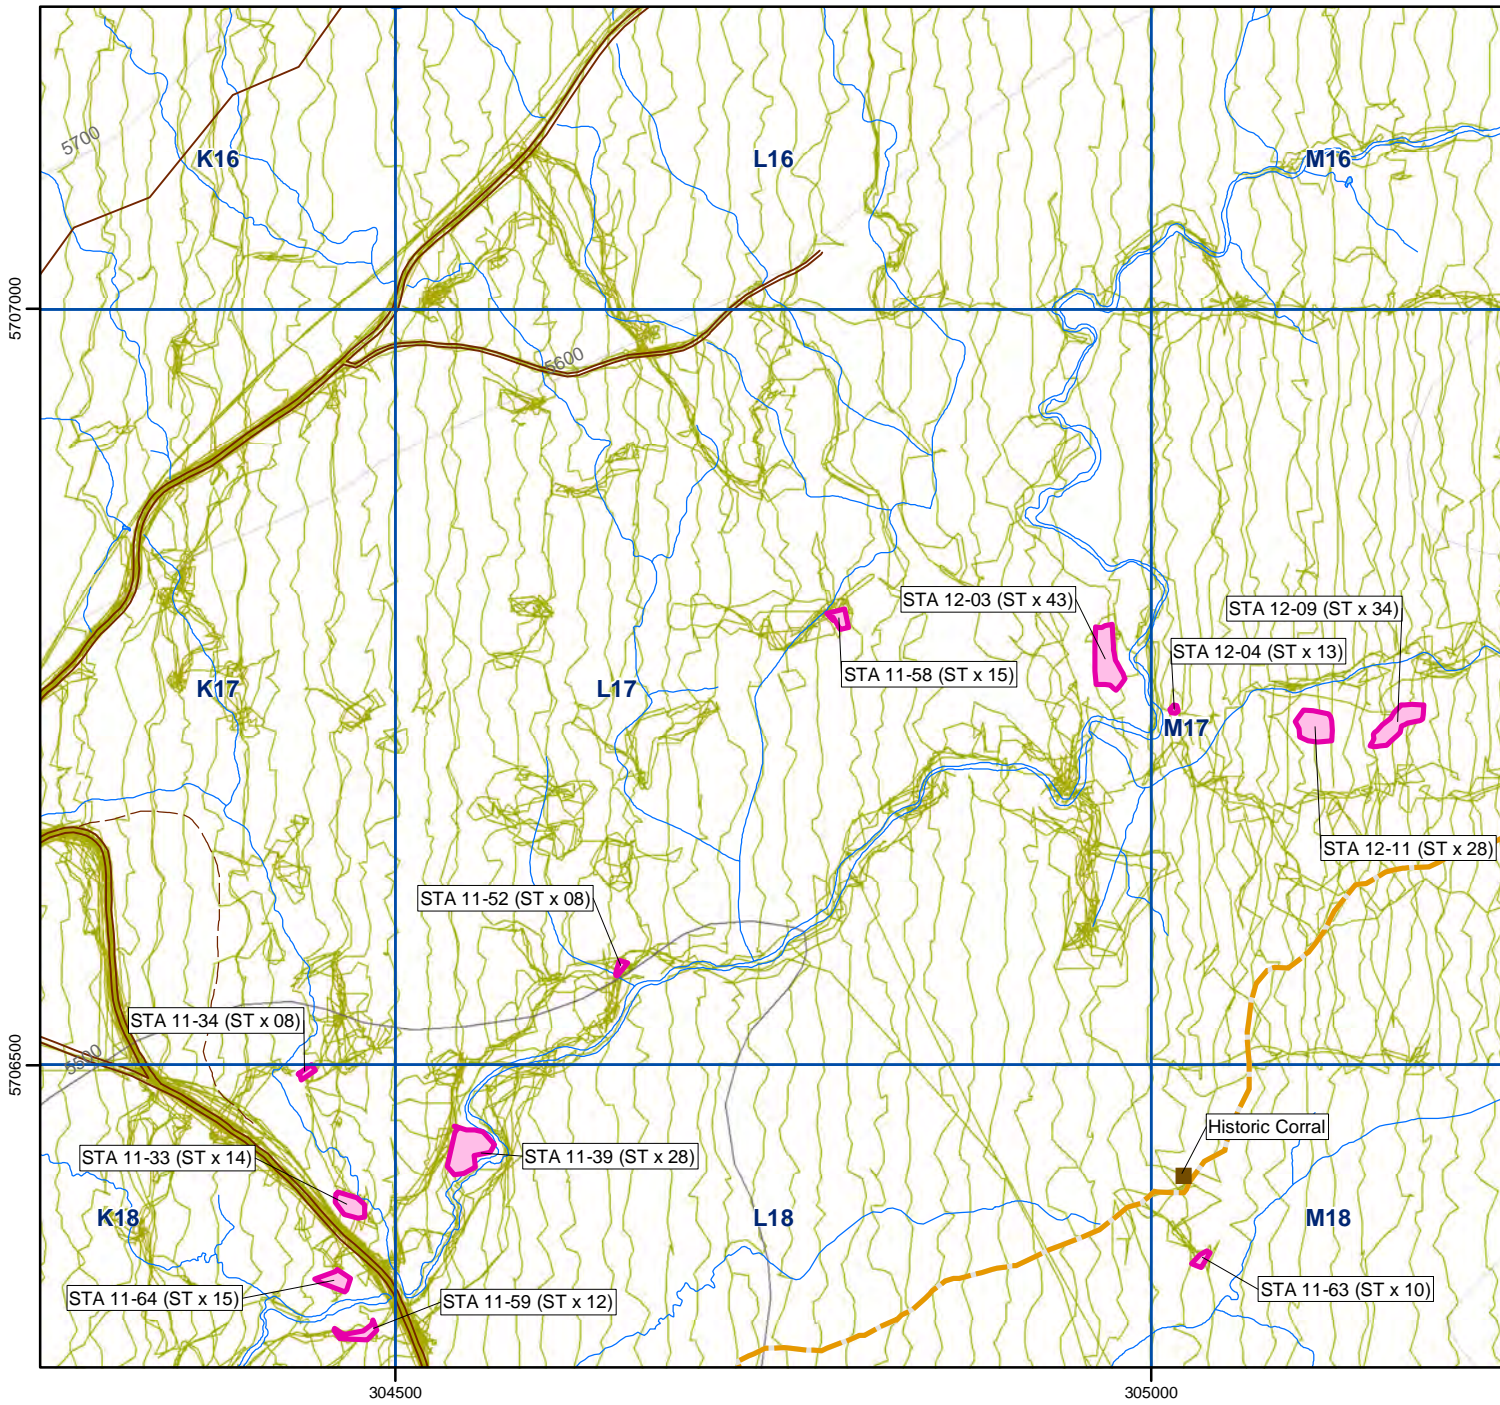 5700
K16
L16
M16
5707000
5600
STA 12-03 (ST x 43)
STA 12-09 (ST x 34)
STA 12-04 (ST x 13)
STA 11-58 (ST x 15)
K17
L17
M17
STA 12-11 (ST x 28)
STA 11-52 (ST x 08)
STA 11-34 (ST x 08)
5500
5706500
Historic Corral
STA 11-33 (ST x 14)
STA 11-39 (ST x 28)
K18
L18
M18
STA 11-64 (ST x 15)
STA 11-59 (ST x 12)
STA 11-63 (ST x 10)
304500
305000